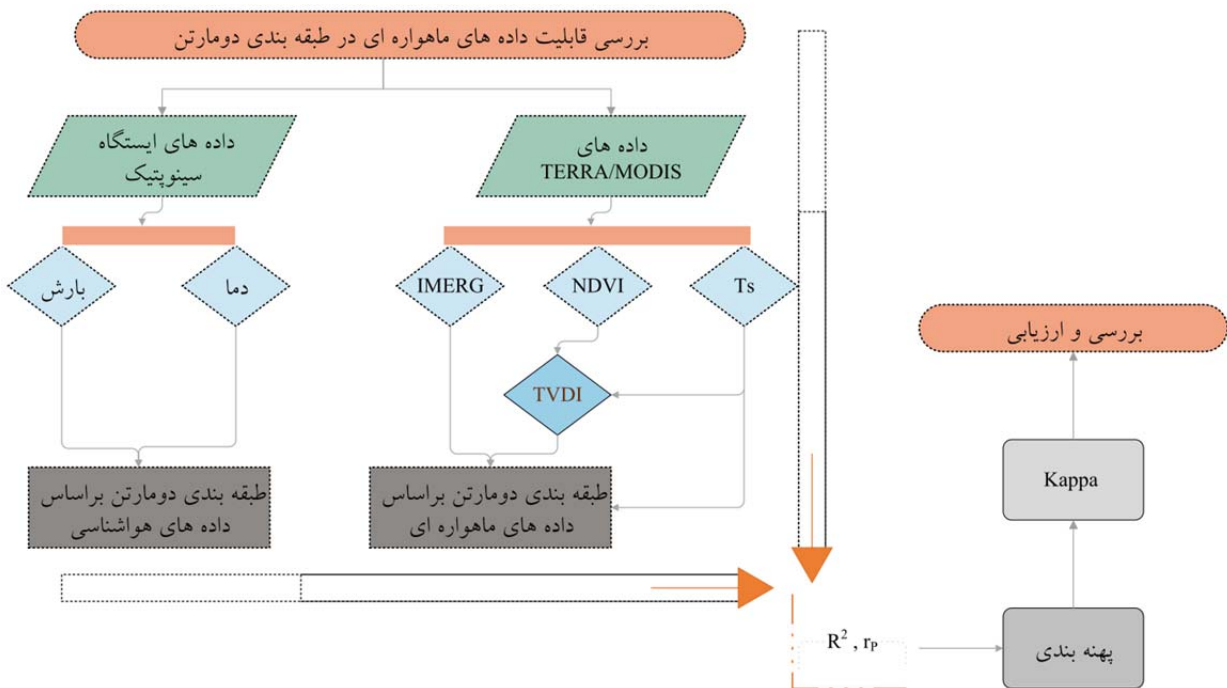 بررسی قابلیت داده های ماهواره ای در طبقه بندی دومارتن
داده های ایستگاه
سینوپتیک
داده های
TERRA/MODIS
بارش
دما
IMERG
NDVI
Ts
TVDI
طبقه بندی دومارتن براساس
داده های هواشناسی
طبقه بندی دومارتن براساس
داده های ماهواره ای
R² , rₚ
پهنه بندی
Kappa
بررسی و ارزیابی